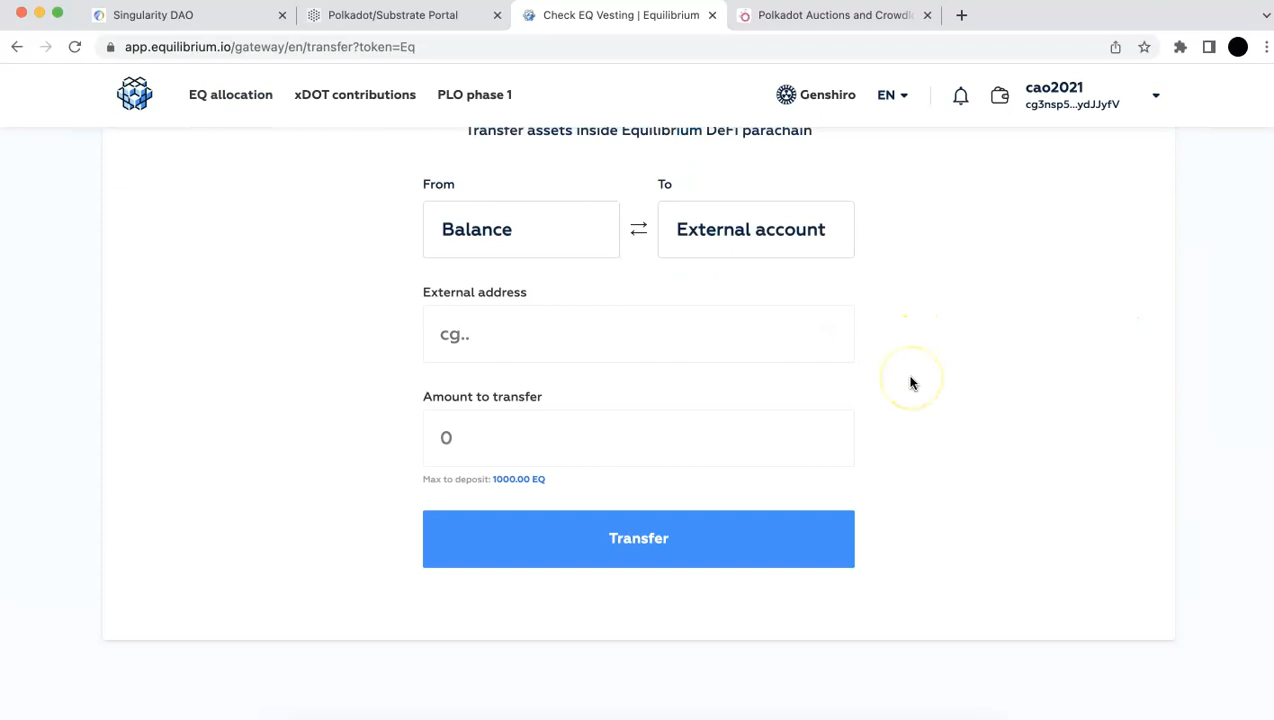 Singularity DAO
Polkadot/Substrate Portal
Check EQ Vesting | Equilibrium
Polkadot Auctions and Crowdl
app.equilibrium.io/gateway/en/transfer?token=Eq
EQ allocation
xDOT contributions
PLO phase 1
Genshiro
EN
cao2021
cg3nsp5...ydJJyfV
Transfer assets inside Equilibrium DeFi parachain
From
To
Balance
External account
External address
cg..
Amount to transfer
0
Max to deposit: 1000.00 EQ
Transfer